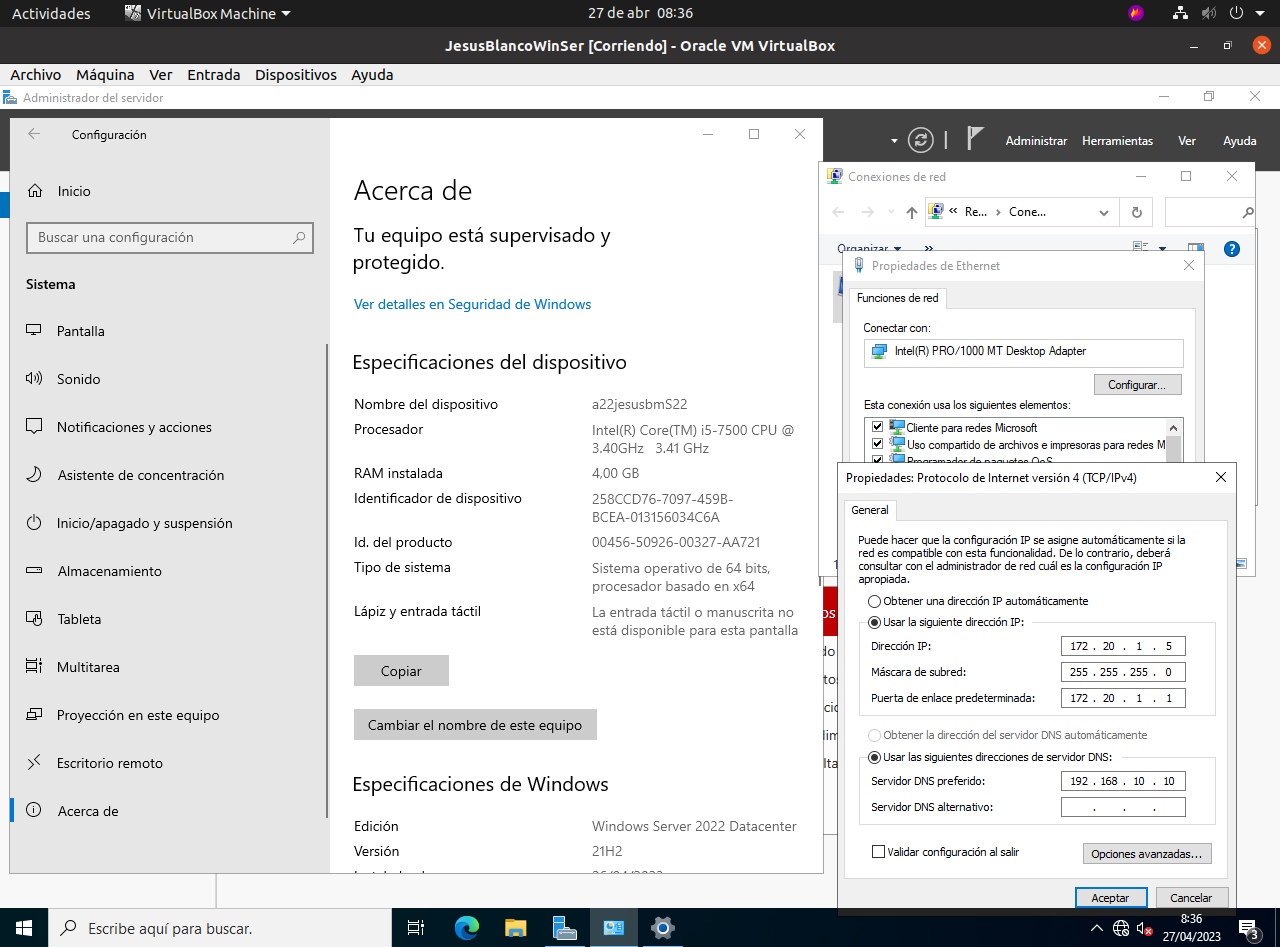 Actividades
VirtualBox Machine
27 de abr 08:36
JesusBlancoWinSer [Corriendo] - Oracle VM VirtualBox
Archivo Máquina Ver Entrada Dispositivos Ayuda
Administrador del servidor
Administrar Herramientas Ver Ayuda
Configuración
Inicio
Buscar una configuración
Sistema
Pantalla
Sonido
Notificaciones y acciones
Asistente de concentración
Inicio/apagado y suspensión
Almacenamiento
Tableta
Multitarea
Proyección en este equipo
Escritorio remoto
Acerca de
Acerca de
Tu equipo está supervisado y
protegido.
Ver detalles en Seguridad de Windows
Especificaciones del dispositivo
Nombre del dispositivo a22jesusbmS22
Procesador Intel(R) Core(TM) i5-7500 CPU @
3.40GHz 3.41 GHz
RAM instalada 4,00 GB
Identificador de dispositivo 258CCD76-7097-459B-
BCEA-013156034C6A
Id. del producto 00456-50926-00327-AA721
Tipo de sistema Sistema operativo de 64 bits,
procesador basado en x64
Lápiz y entrada táctil La entrada táctil o manuscrita no
está disponible para esta pantalla
Copiar
Cambiar el nombre de este equipo
Especificaciones de Windows
Edición Windows Server 2022 Datacenter
Versión 21H2
Conexiones de red
« Re... › Cone...
Organizar »
Propiedades de Ethernet
Funciones de red
Conectar con:
Intel(R) PRO/1000 MT Desktop Adapter
Configurar...
Esta conexión usa los siguientes elementos:
Cliente para redes Microsoft
Uso compartido de archivos e impresoras para redes M
Programador de paquetes QoS
Propiedades: Protocolo de Internet versión 4 (TCP/IPv4)
General
Puede hacer que la configuración IP se asigne automáticamente si la
red es compatible con esta funcionalidad. De lo contrario, deberá
consultar con el administrador de red cuál es la configuración IP
apropiada.
Obtener una dirección IP automáticamente
Usar la siguiente dirección IP:
Dirección IP: 172 . 20 . 1 . 5
Máscara de subred: 255 . 255 . 255 . 0
Puerta de enlace predeterminada: 172 . 20 . 1 . 1
Obtener la dirección del servidor DNS automáticamente
Usar las siguientes direcciones de servidor DNS:
Servidor DNS preferido: 192 . 168 . 10 . 10
Servidor DNS alternativo: . . .
Validar configuración al salir
Opciones avanzadas...
Aceptar Cancelar
Escribe aquí para buscar.
8:36
27/04/2023
3